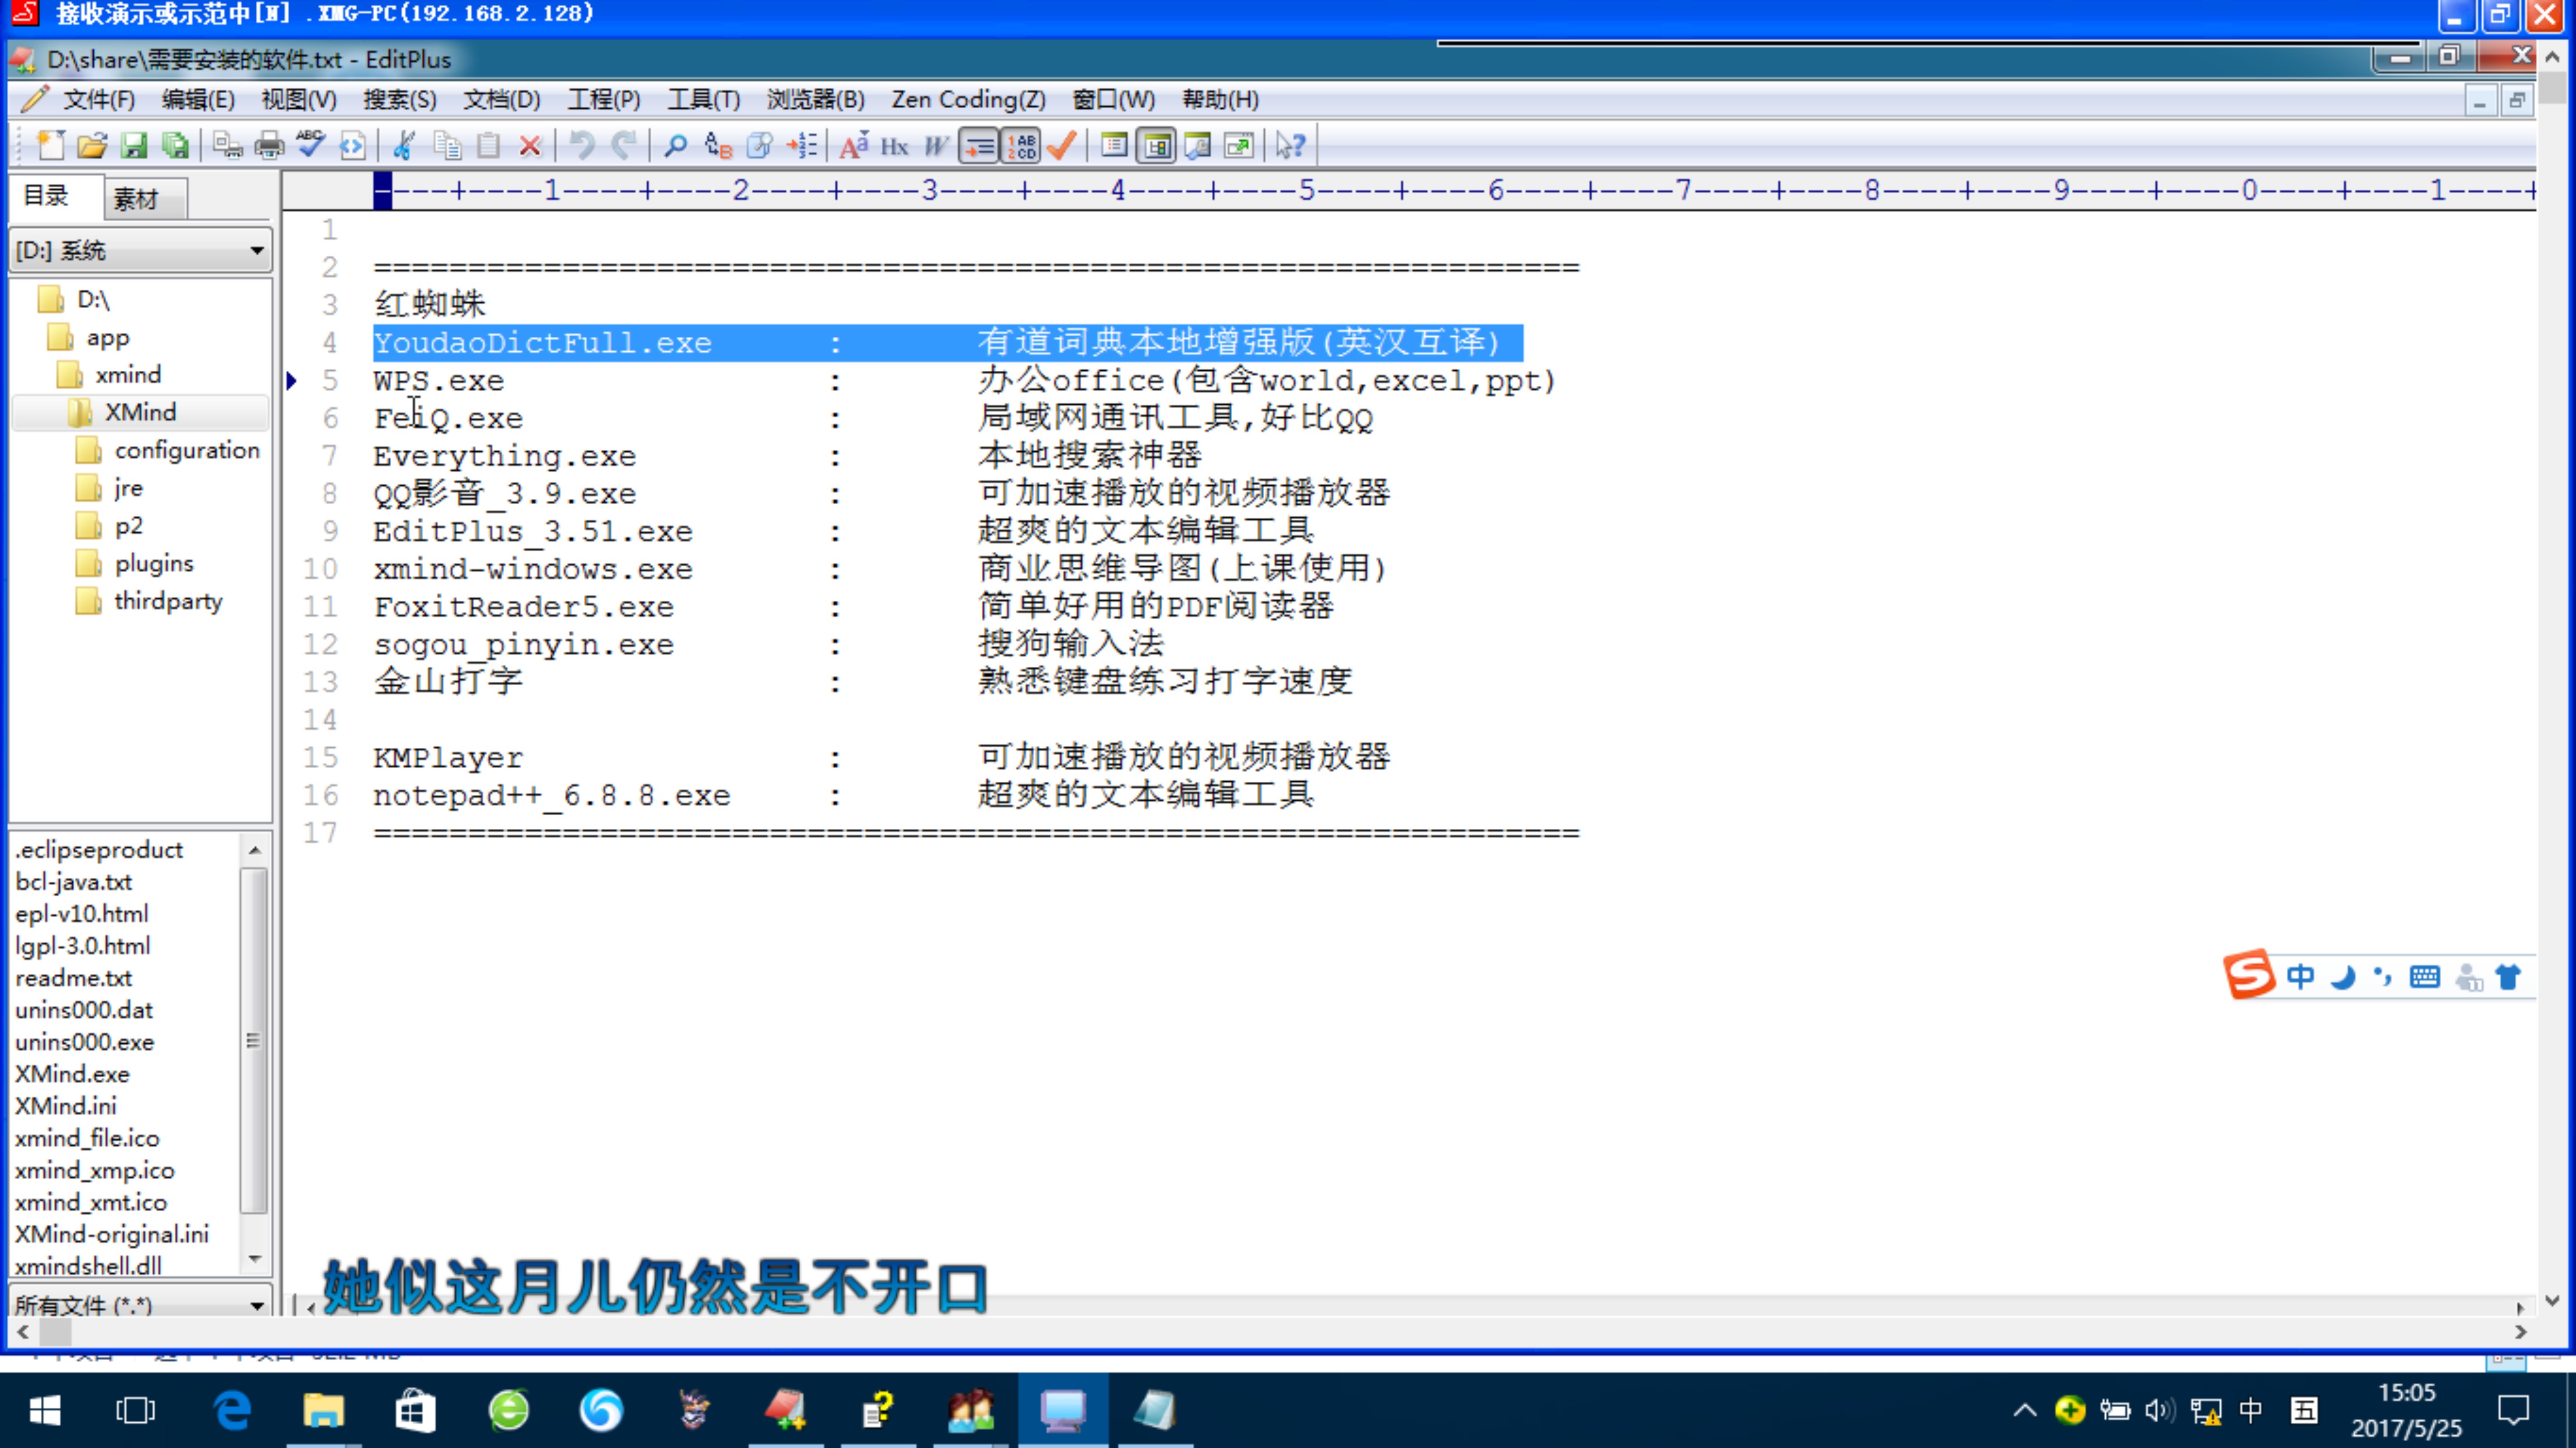 接收演示或示范中[N] .XMG-PC(192.168.2.128)
D:\share\需要安装的软件.txt - EditPlus
文件(F) 编辑(E) 视图(V) 搜索(S) 文档(D) 工程(P) 工具(T) 浏览器(B) Zen Coding(Z) 窗口(W) 帮助(H)
目录 素材
----+----1----+----2----+----3----+----4----+----5----+----6----+----7----+----8----+----9----+----0----+----1----+
[D:] 系统
D:\
app
xmind
XMind
configuration
jre
p2
plugins
thirdparty
.eclipseproduct
bcl-java.txt
epl-v10.html
lgpl-3.0.html
readme.txt
unins000.dat
unins000.exe
XMind.exe
XMind.ini
xmind_file.ico
xmind_xmp.ico
xmind_xmt.ico
XMind-original.ini
xmindshell.dll
所有文件 (*.*)
1
2 ================================================================
3 红蜘蛛
4 YoudaoDictFull.exe : 有道词典本地增强版(英汉互译)
5 WPS.exe : 办公office(包含world,excel,ppt)
6 FeiQ.exe : 局域网通讯工具,好比QQ
7 Everything.exe : 本地搜索神器
8 QQ影音_3.9.exe : 可加速播放的视频播放器
9 EditPlus_3.51.exe : 超爽的文本编辑工具
10 xmind-windows.exe : 商业思维导图(上课使用)
11 FoxitReader5.exe : 简单好用的PDF阅读器
12 sogou_pinyin.exe : 搜狗输入法
13 金山打字 : 熟悉键盘练习打字速度
14
15 KMPlayer : 可加速播放的视频播放器
16 notepad++_6.8.8.exe : 超爽的文本编辑工具
17 ================================================================
中
她似这月儿仍然是不开口
中 五
15:05
2017/5/25